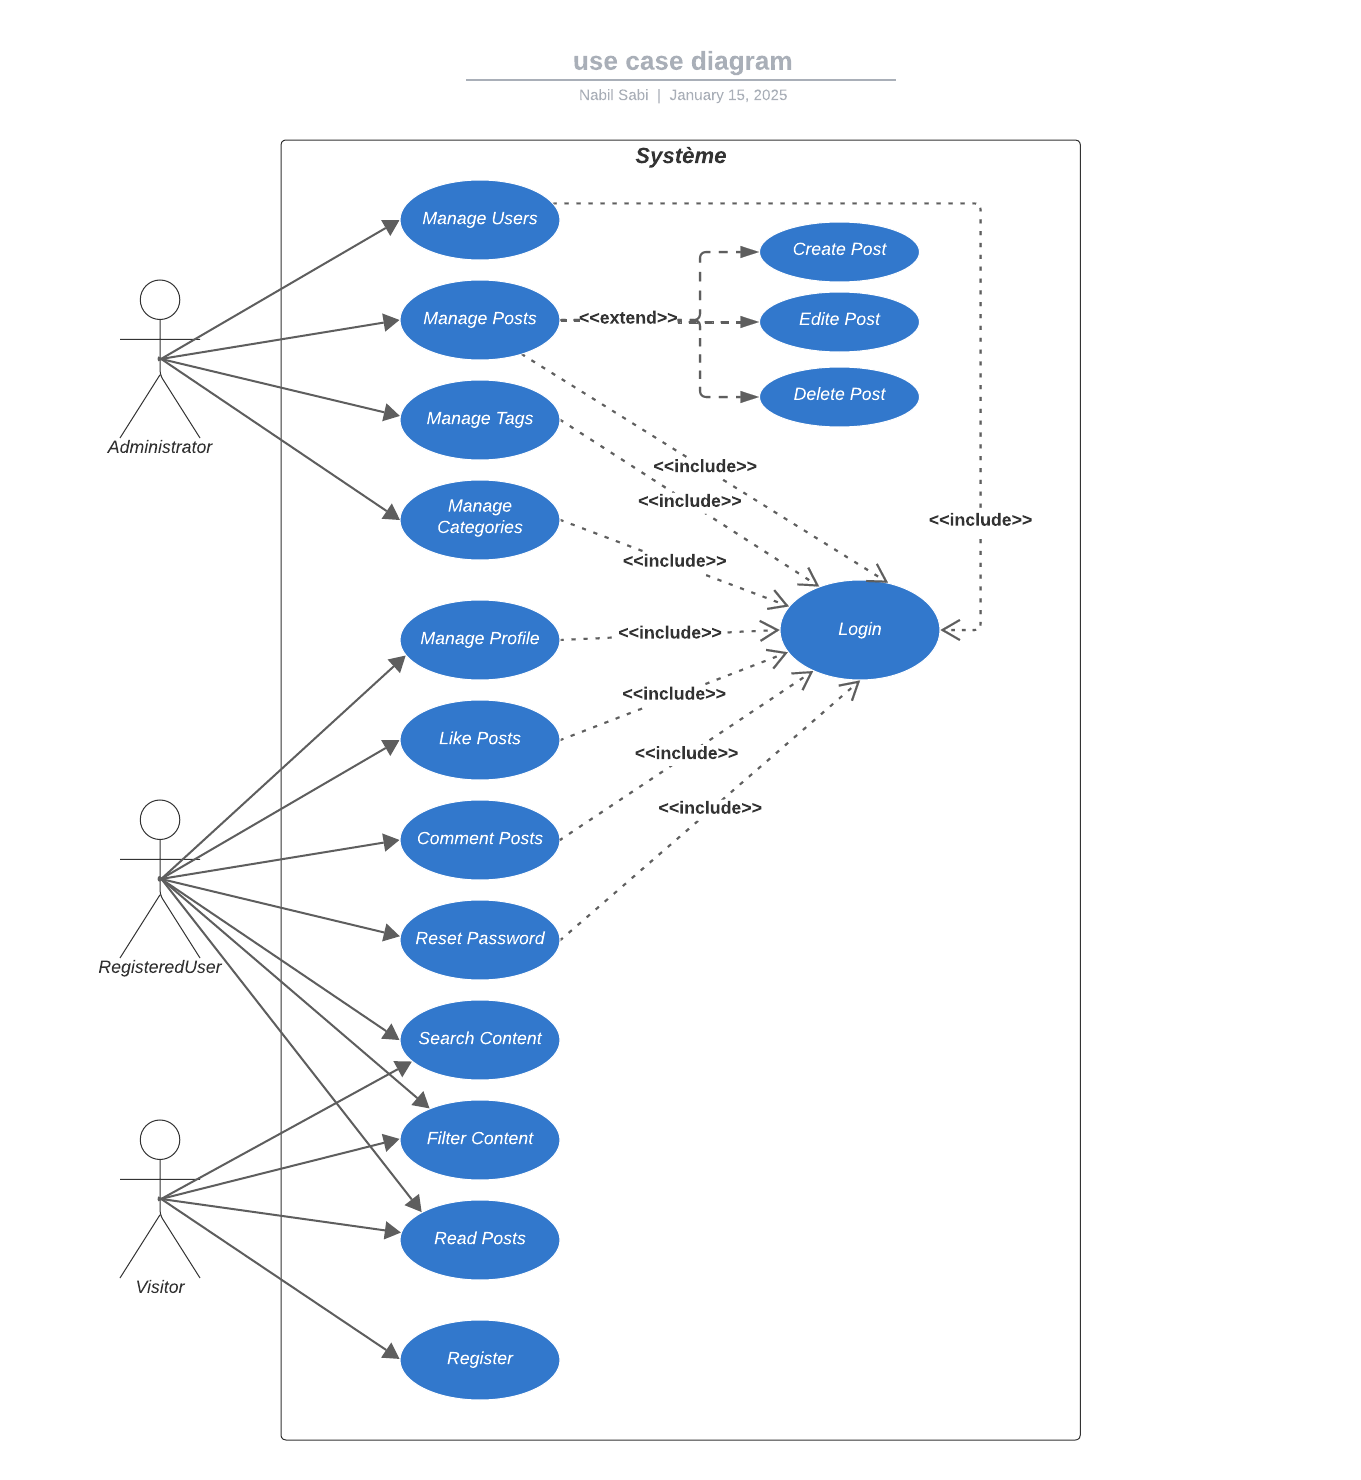 use case diagram
Nabil Sabi | January 15, 2025
Système
Manage Users
Create Post
Manage Posts
<<extend>>
Edite Post
Delete Post
Manage Tags
Administrator
<<include>>
<<include>>
Manage
Categories
<<include>>
<<include>>
Login
Manage Profile
<<include>>
<<include>>
Like Posts
<<include>>
<<include>>
Comment Posts
Reset Password
RegisteredUser
Search Content
Filter Content
Read Posts
Visitor
Register